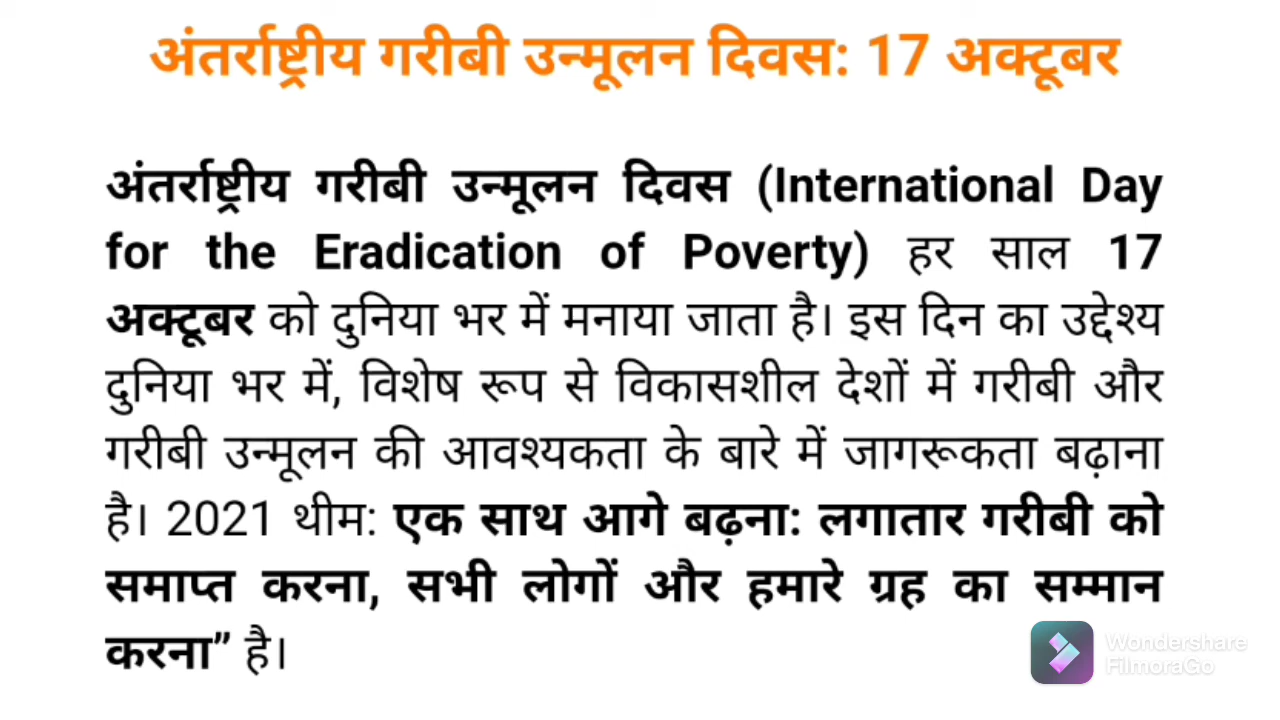 अंतर्राष्ट्रीय गरीबी उन्मूलन दिवस: 17 अक्टूबर
अंतर्राष्ट्रीय गरीबी उन्मूलन दिवस (International Day
for the Eradication of Poverty) हर साल 17
अक्टूबर को दुनिया भर में मनाया जाता है। इस दिन का उद्देश्य
दुनिया भर में, विशेष रूप से विकासशील देशों में गरीबी और
गरीबी उन्मूलन की आवश्यकता के बारे में जागरूकता बढ़ाना
है। 2021 थीम: एक साथ आगे बढ़ना: लगातार गरीबी को
समाप्त करना, सभी लोगों और हमारे ग्रह का सम्मान
करना” है।
Wondershare
FilmoraGo